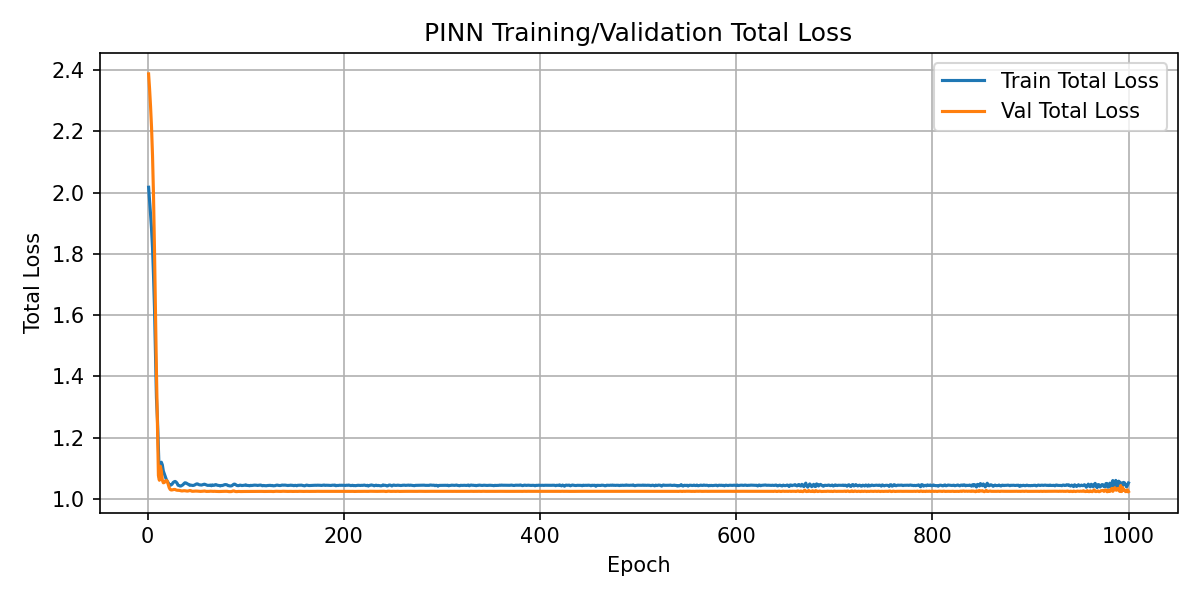 PINN Training/Validation Total Loss
Train Total Loss
Val Total Loss
Total Loss
2.4
2.2
2.0
1.8
1.6
1.4
1.2
1.0
0 200 400 600 800 1000
Epoch